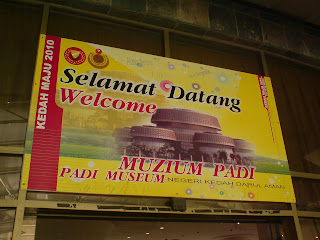 KEDAH MAJU 2010
Selamat Datang
Welcome
MUZIUM PADI
PADI MUSEUM NEGERI KEDAH DARUL AMAN